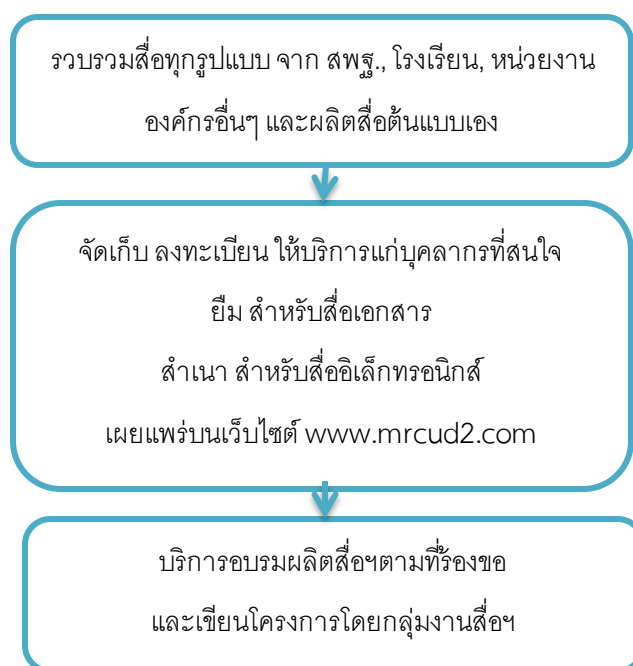 รวบรวมสื่อทุกรูปแบบ จาก สพฐ., โรงเรียน, หน่วยงาน
องค์กรอื่นๆ และผลิตสื่อต้นแบบเอง
จัดเก็บ ลงทะเบียน ให้บริการแก่บุคลากรที่สนใจ
ยืม สำหรับสื่อเอกสาร
สำเนา สำหรับสื่ออิเล็กทรอนิกส์
เผยแพร่บนเว็บไซต์ www.mrcud2.com
บริการอบรมผลิตสื่อฯตามที่ร้องขอ
และเขียนโครงการโดยกลุ่มงานสื่อฯ